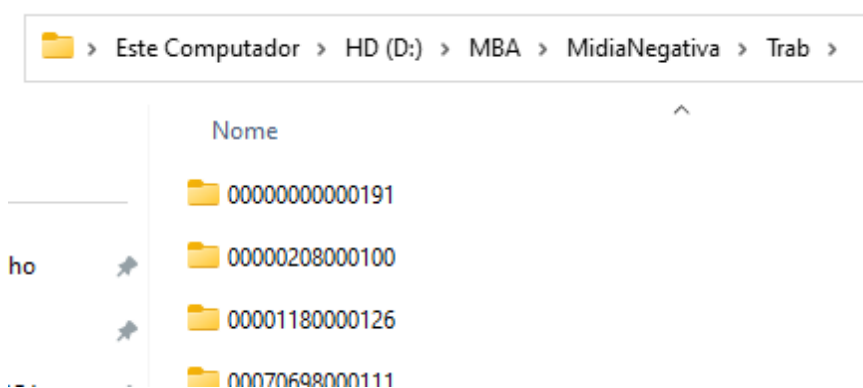 Este Computador > HD (D:) > MBA > MidiaNegativa > Trab >
Nome
00000000000191
ho
00000208000100
00001180000126
00070698000111